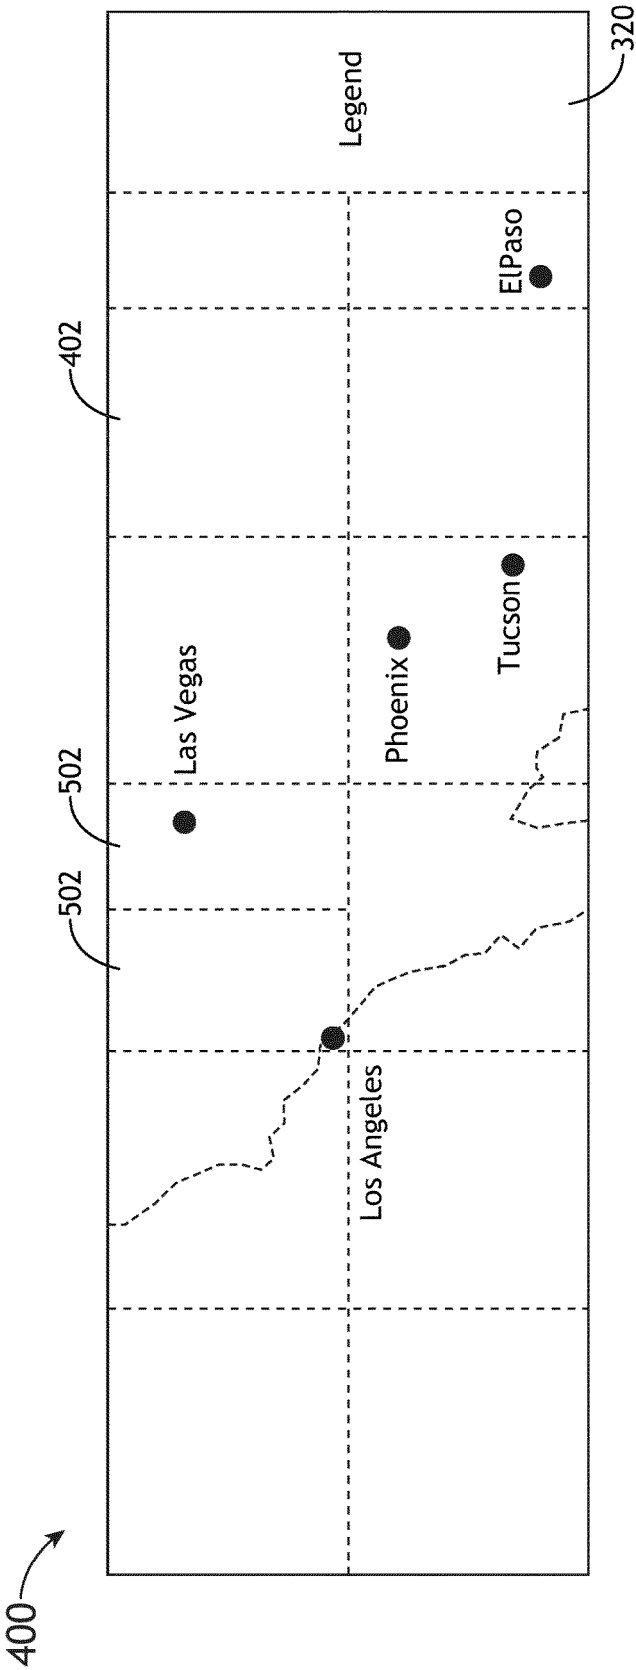 400
502
502
402
Las Vegas
Los Angeles
Phoenix
Tucson
ElPaso
Legend
320